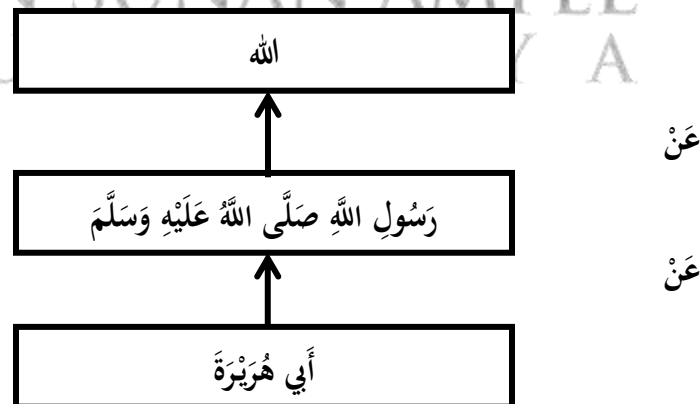 الله
عَنْ
رَسُولِ اللَّهِ صَلَّى اللَّهُ عَلَيْهِ وَسَلَّمَ
عَنْ
أَبِي هُرَيْرَةَ